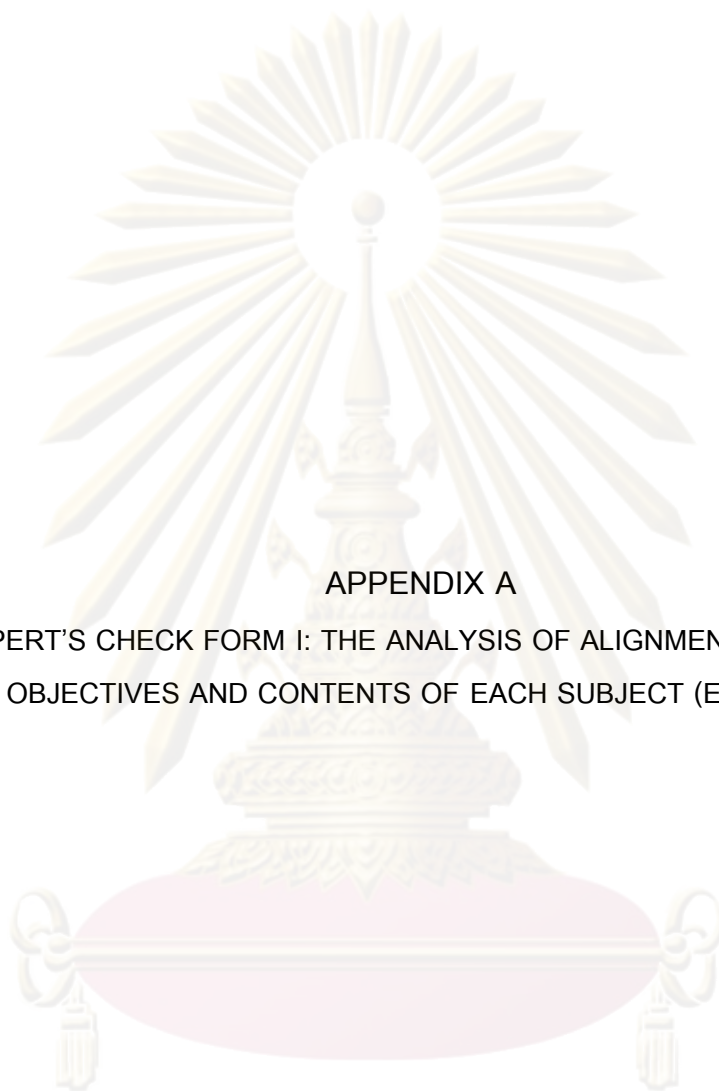 APPENDIX A
PERT'S CHECK FORM I: THE ANALYSIS OF ALIGNMEN
OBJECTIVES AND CONTENTS OF EACH SUBJECT (E